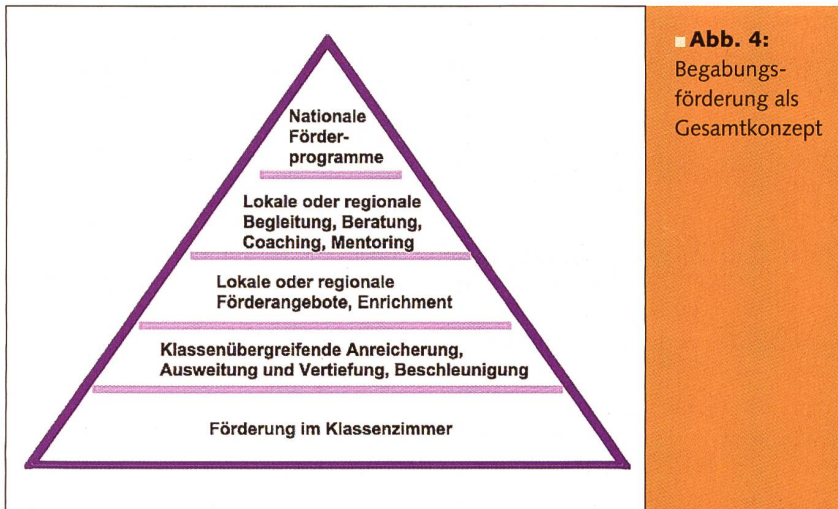 Nationale
Förder-
programme
Lokale oder regionale
Begleitung, Beratung,
Coaching, Mentoring
Lokale oder regionale
Förderangebote, Enrichment
Klassenübergreifende Anreicherung,
Ausweitung und Vertiefung, Beschleunigung
Förderung im Klassenzimmer
Abb. 4:
Begabungs-
förderung als
Gesamtkonzept